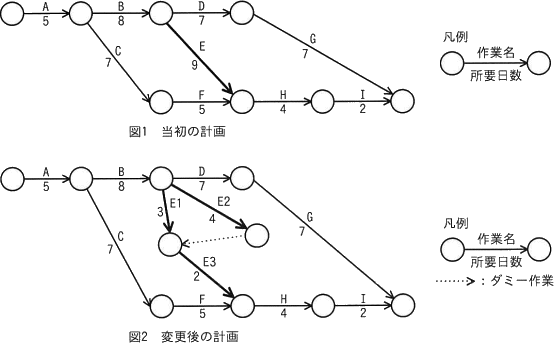 A
5
B
8
D
7
C
7
E
9
G
7
F
5
H
4
I
2
凡例
作業名
所要日数
図1 当初の計画
A
5
B
8
D
7
C
7
E1
3
E2
4
E3
2
G
7
F
5
H
4
I
2
凡例
作業名
所要日数
：ダミー作業
図2 変更後の計画